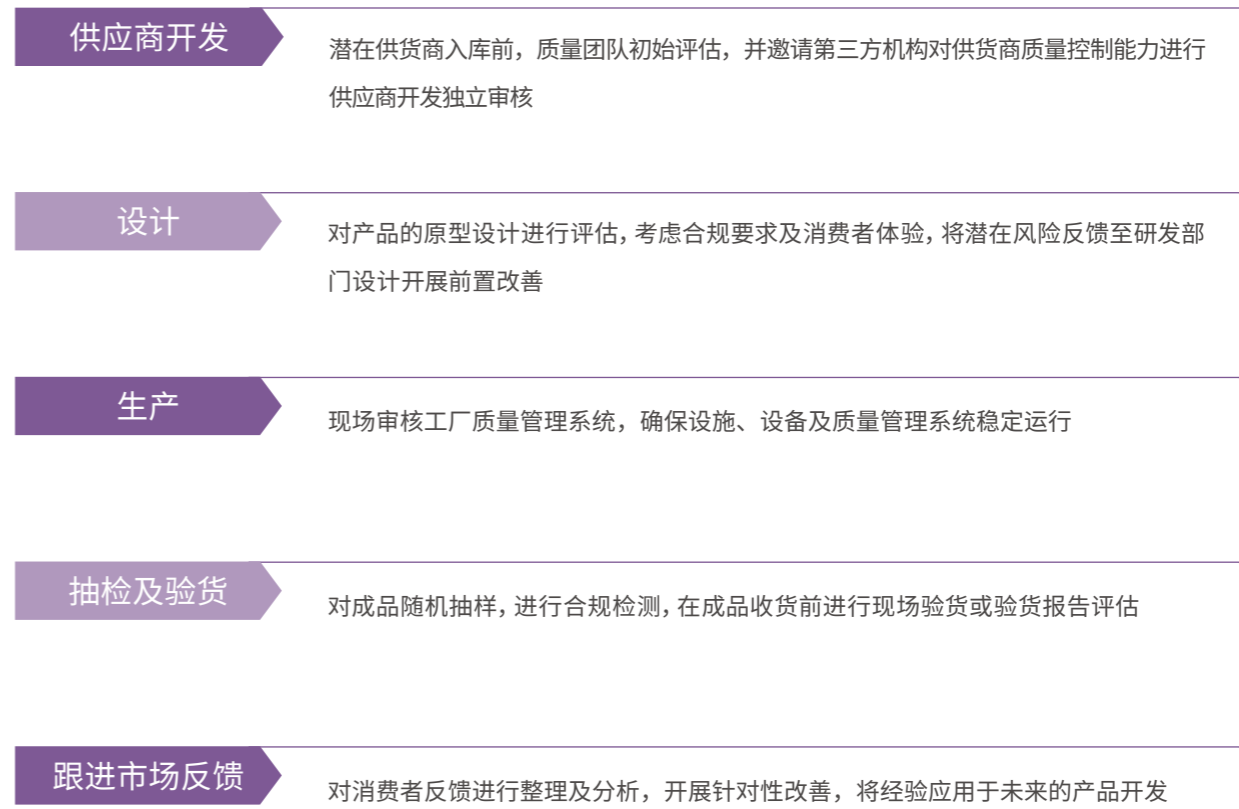 供应商开发
潜在供货商入库前，质量团队初始评估，并邀请第三方机构对供货商质量控制能力进行
供应商开发独立审核
设计
对产品的原型设计进行评估，考虑合规要求及消费者体验，将潜在风险反馈至研发部
门设计开展前置改善
生产
现场审核工厂质量管理系统，确保设施、设备及质量管理系统稳定运行
抽检及验货
对成品随机抽样，进行合规检测，在成品收货前进行现场验货或验货报告评估
跟进市场反馈
对消费者反馈进行整理及分析，开展针对性改善，将经验应用于未来的产品开发